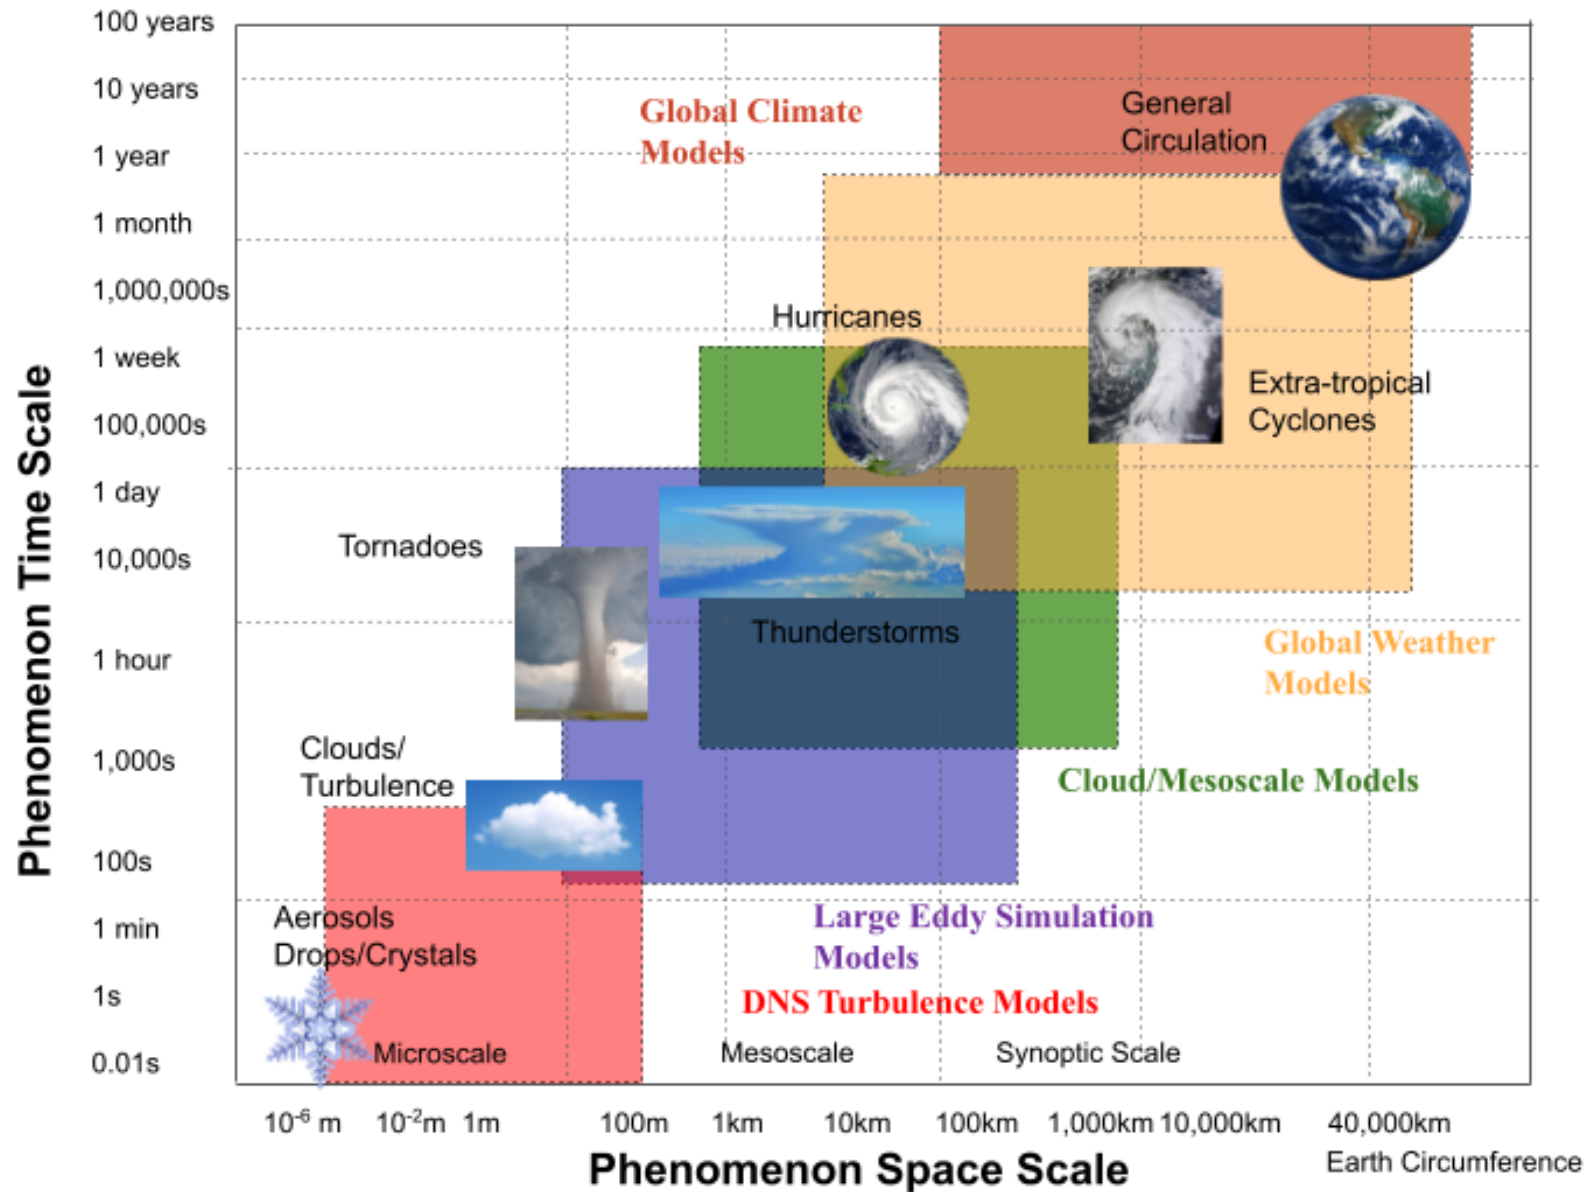 100 years
10 years
1 year
1 month
1,000,000s
1 week
100,000s
1 day
10,000s
1 hour
1,000s
100s
1 min
1s
0.01s
Phenomenon Time Scale
Global Climate
Models
General
Circulation
Hurricanes
Extra-tropical
Cyclones
Tornadoes
Thunderstorms
Global Weather
Models
Clouds/
Turbulence
Cloud/Mesoscale Models
Aerosols
Drops/Crystals
Large Eddy Simulation
Models
DNS Turbulence Models
Microscale
Mesoscale
Synoptic Scale
10⁻⁶ m
10⁻²m
1m
100m
1km
10km
100km
1,000km
10,000km
40,000km
Earth Circumference
Phenomenon Space Scale